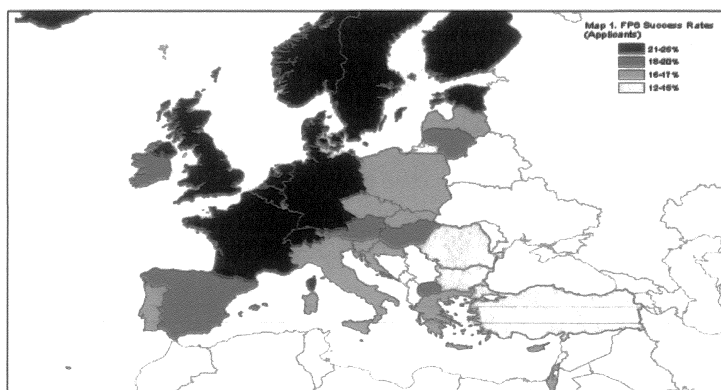 Map 1. FP6 Success Rates
(Applicants)
21-26%
18-20%
16-17%
12-15%